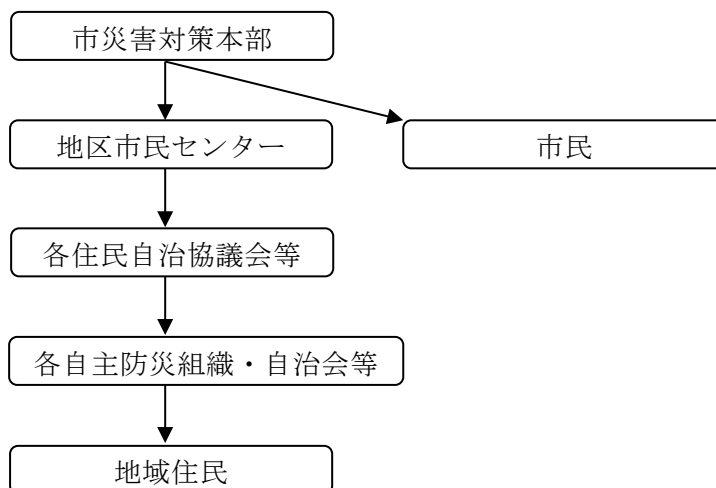 市災害対策本部
地区市民センター
市民
各住民自治協議会等
各自主防災組織・自治会等
地域住民